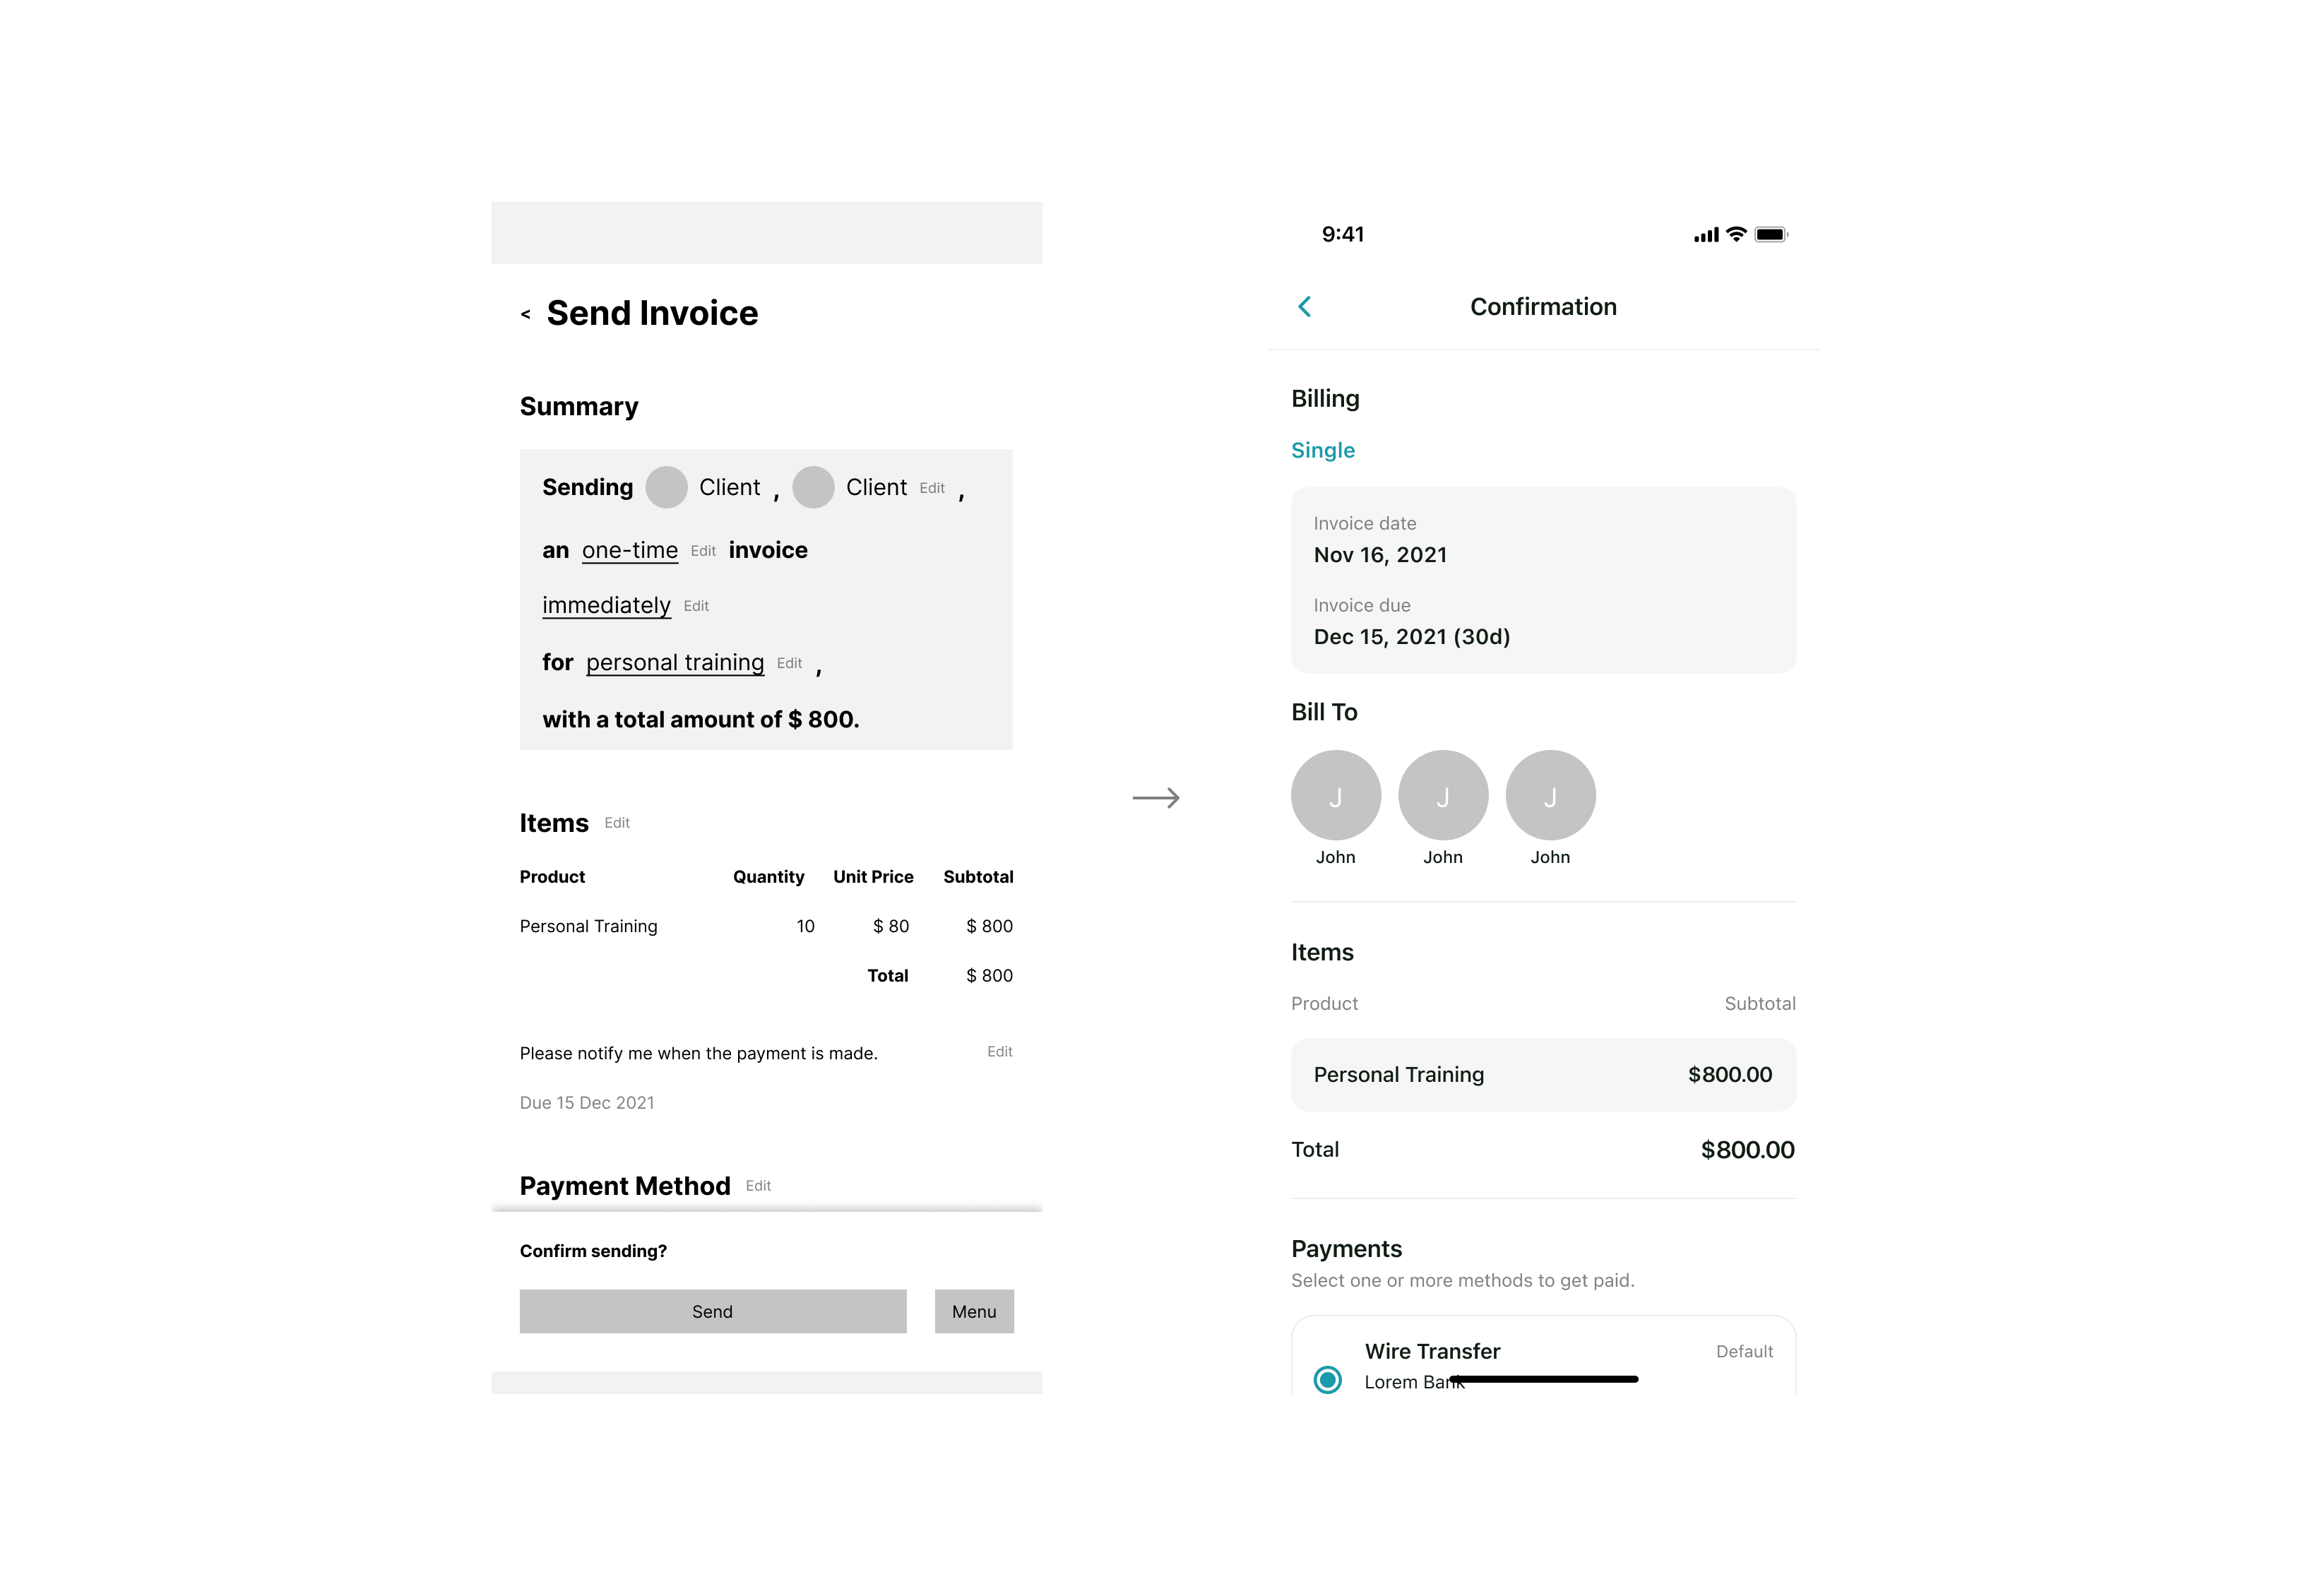 < Send Invoice
Summary
Sending Client , Client Edit ,
an one-time Edit invoice
immediately Edit
for personal training Edit ,
with a total amount of $ 800.
Items Edit
Product Quantity Unit Price Subtotal
Personal Training 10 $ 80 $ 800
Total $ 800
Please notify me when the payment is made. Edit
Due 15 Dec 2021
Payment Method Edit
Confirm sending?
Send Menu
9:41
Confirmation
Billing
Single
Invoice date
Nov 16, 2021
Invoice due
Dec 15, 2021 (30d)
Bill To
J J J
John John John
Items
Product Subtotal
Personal Training $800.00
Total $800.00
Payments
Select one or more methods to get paid.
Wire Transfer Default
Lorem Bank